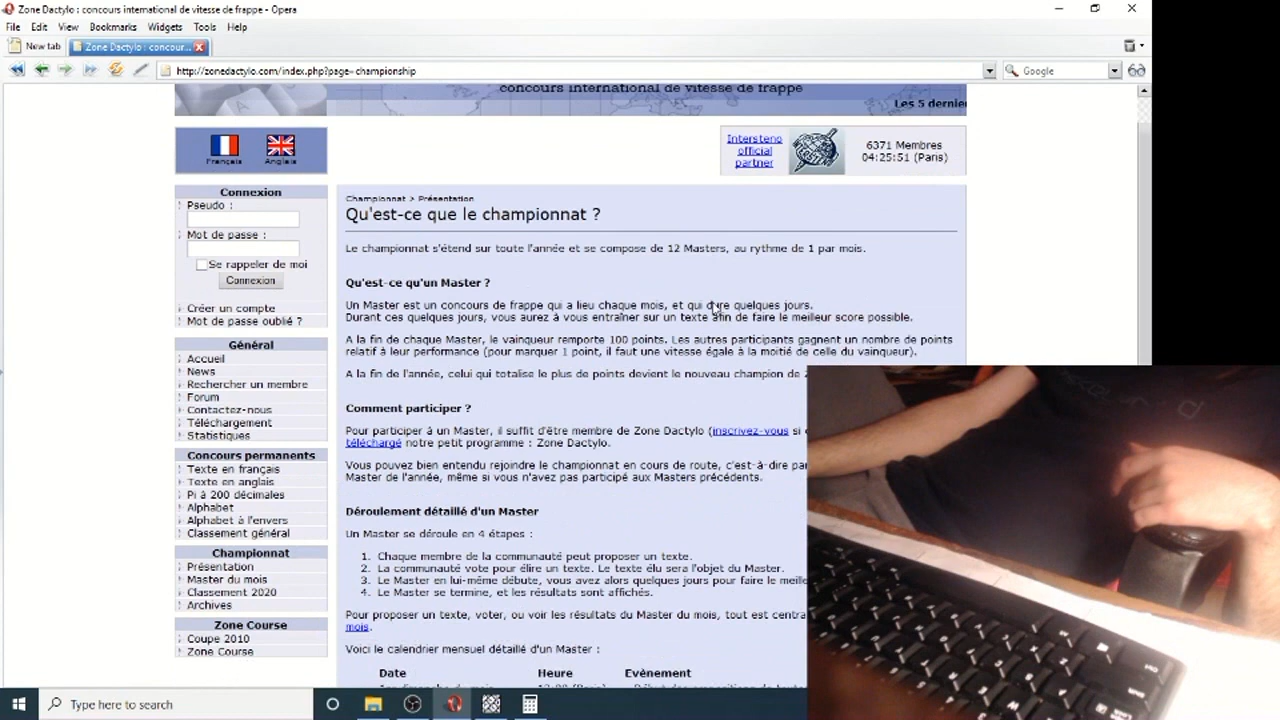 Zone Dactylo : concours international de vitesse de frappe - Opera
File Edit View Bookmarks Widgets Tools Help
New tab
Zone Dactylo : concour...
http://zonedactylo.com/index.php?page=championship
Google
concours international de vitesse de frappe
Les 5 dernie
Français Anglais
Intersteno
official
partner
6371 Membres
04:25:51 (Paris)
Connexion
Pseudo :
Mot de passe :
Se rappeler de moi
Connexion
Créer un compte
Mot de passe oublié ?
Général
Accueil
News
Rechercher un membre
Forum
Contactez-nous
Téléchargement
Statistiques
Concours permanents
Texte en français
Texte en anglais
Pi à 200 décimales
Alphabet
Alphabet à l'envers
Classement général
Championnat
Présentation
Master du mois
Classement 2020
Archives
Zone Course
Coupe 2010
Zone Course
Championnat > Présentation
Qu'est-ce que le championnat ?
Le championnat s'étend sur toute l'année et se compose de 12 Masters, au rythme de 1 par mois.
Qu'est-ce qu'un Master ?
Un Master est un concours de frappe qui a lieu chaque mois, et qui dure quelques jours.
Durant ces quelques jours, vous aurez à vous entraîner sur un texte afin de faire le meilleur score possible.
A la fin de chaque Master, le vainqueur remporte 100 points. Les autres participants gagnent un nombre de points
relatif à leur performance (pour marquer 1 point, il faut une vitesse égale à la moitié de celle du vainqueur).
A la fin de l'année, celui qui totalise le plus de points devient le nouveau champion de
Comment participer ?
Pour participer à un Master, il suffit d'être membre de Zone Dactylo (inscrivez-vous si
téléchargé notre petit programme : Zone Dactylo.
Vous pouvez bien entendu rejoindre le championnat en cours de route, c'est-à-dire par
Master de l'année, même si vous n'avez pas participé aux Masters précédents.
Déroulement détaillé d'un Master
Un Master se déroule en 4 étapes :
1. Chaque membre de la communauté peut proposer un texte.
2. La communauté vote pour élire un texte. Le texte élu sera l'objet du Master.
3. Le Master en lui-même débute, vous avez alors quelques jours pour faire le meille
4. Le Master se termine, et les résultats sont affichés.
Pour proposer un texte, voter, ou voir les résultats du Master du mois, tout est centra
mois.
Voici le calendrier mensuel détaillé d'un Master :
Date Heure Evènement
Type here to search